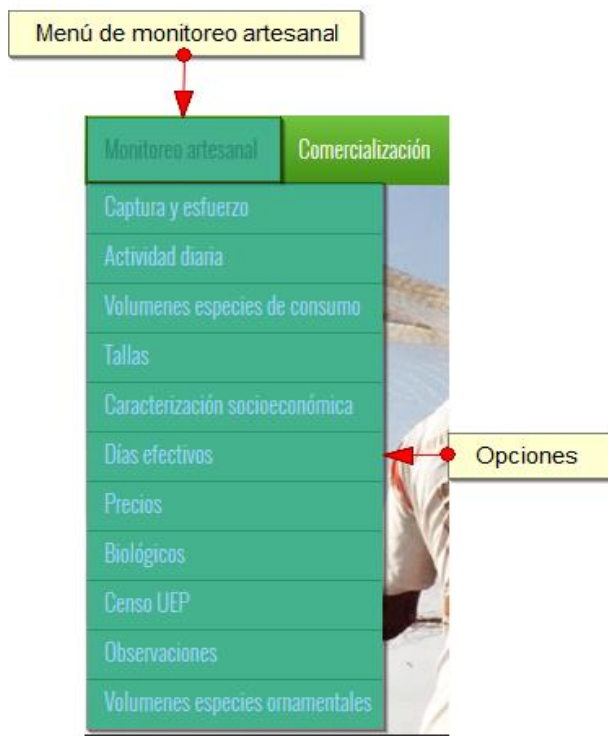 Menú de monitoreo artesanal
Monitoreo artesanal
Comercialización
Captura y esfuerzo
Actividad diaria
Volumenes especies de consumo
Tallas
Caracterización socioeconómica
Días efectivos
Opciones
Precios
Biológicos
Censo UEP
Observaciones
Volumenes especies ornamentales